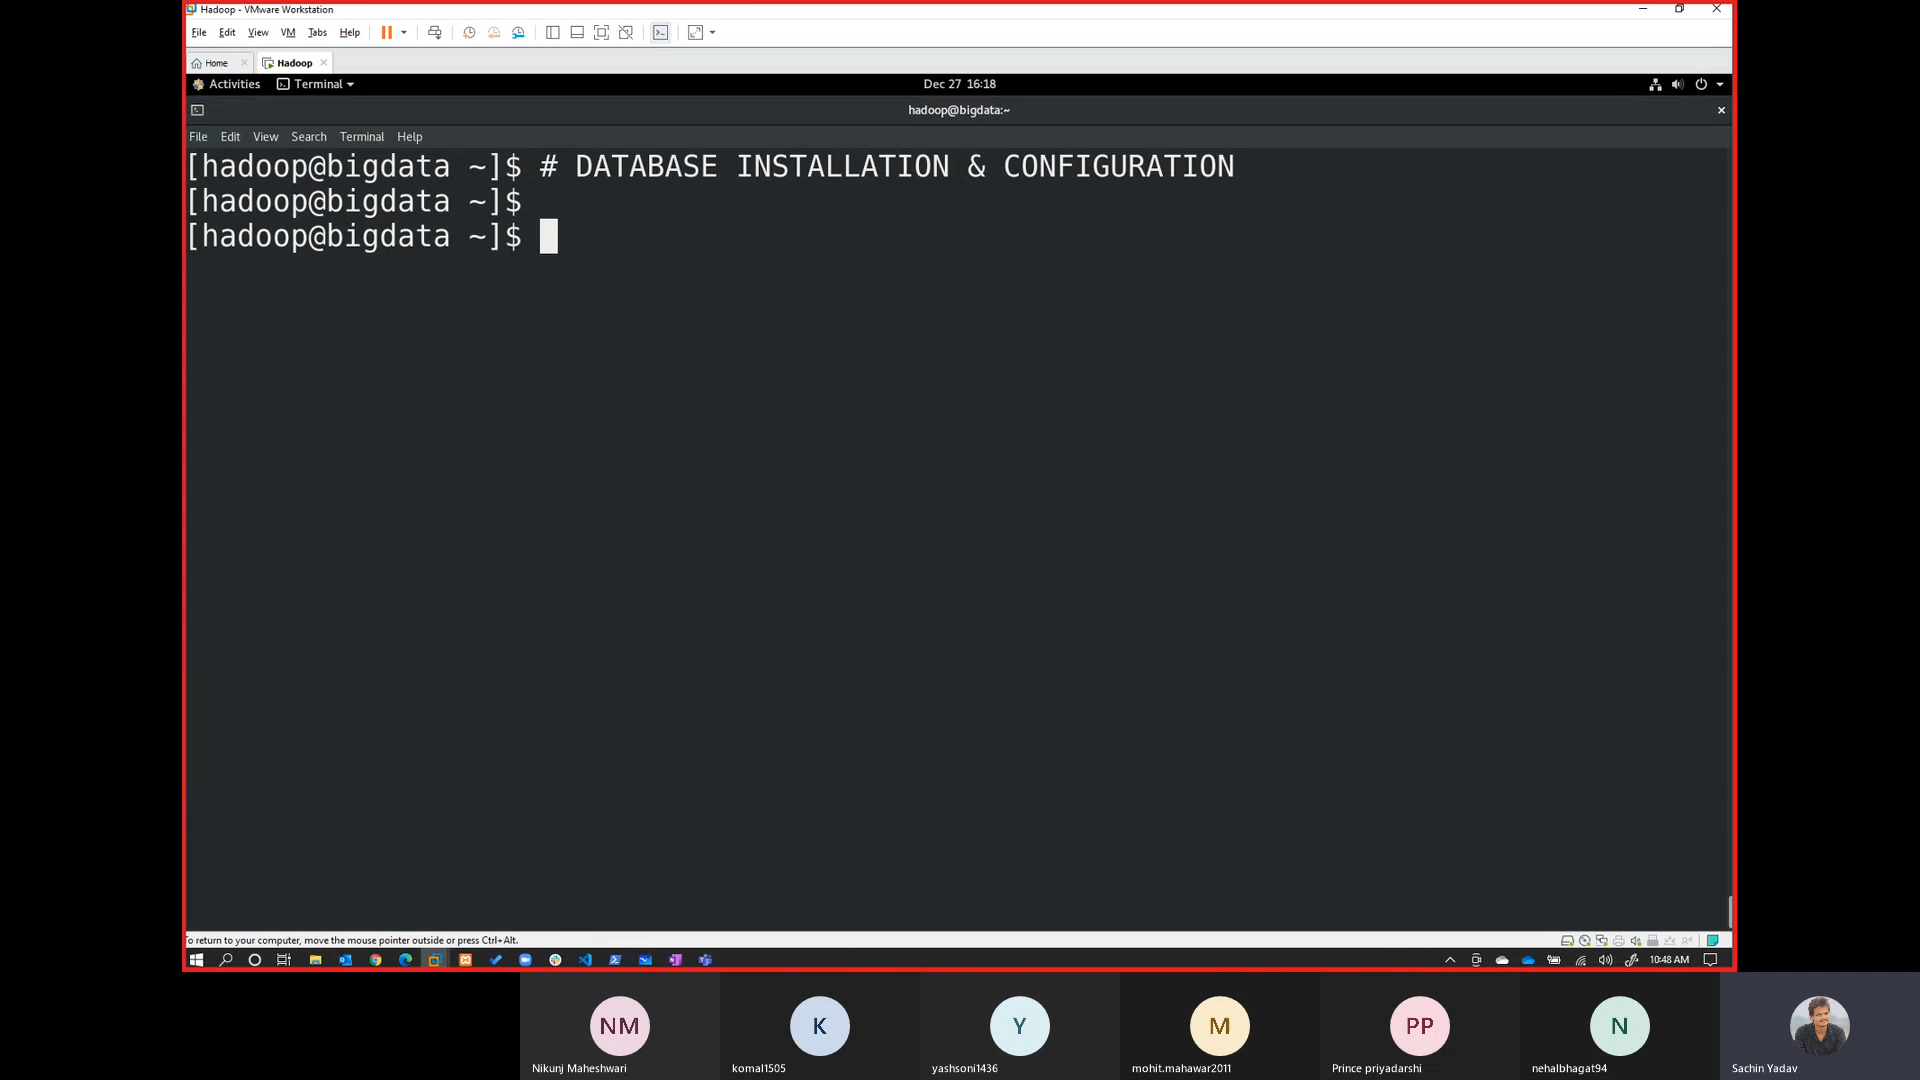 Hadoop - VMware Workstation
File Edit View VM Tabs Help
Home Hadoop
Activities Terminal Dec 27 16:18
hadoop@bigdata:~
File Edit View Search Terminal Help
[hadoop@bigdata ~]$ # DATABASE INSTALLATION & CONFIGURATION
[hadoop@bigdata ~]$
[hadoop@bigdata ~]$
To return to your computer, move the mouse pointer outside or press Ctrl+Alt.
10:48 AM
NM K Y M PP N
Nikunj Maheshwari komal1505 yashsoni1436 mohit.mahawar2011 Prince priyadarshi nehalbhagat94 Sachin Yadav